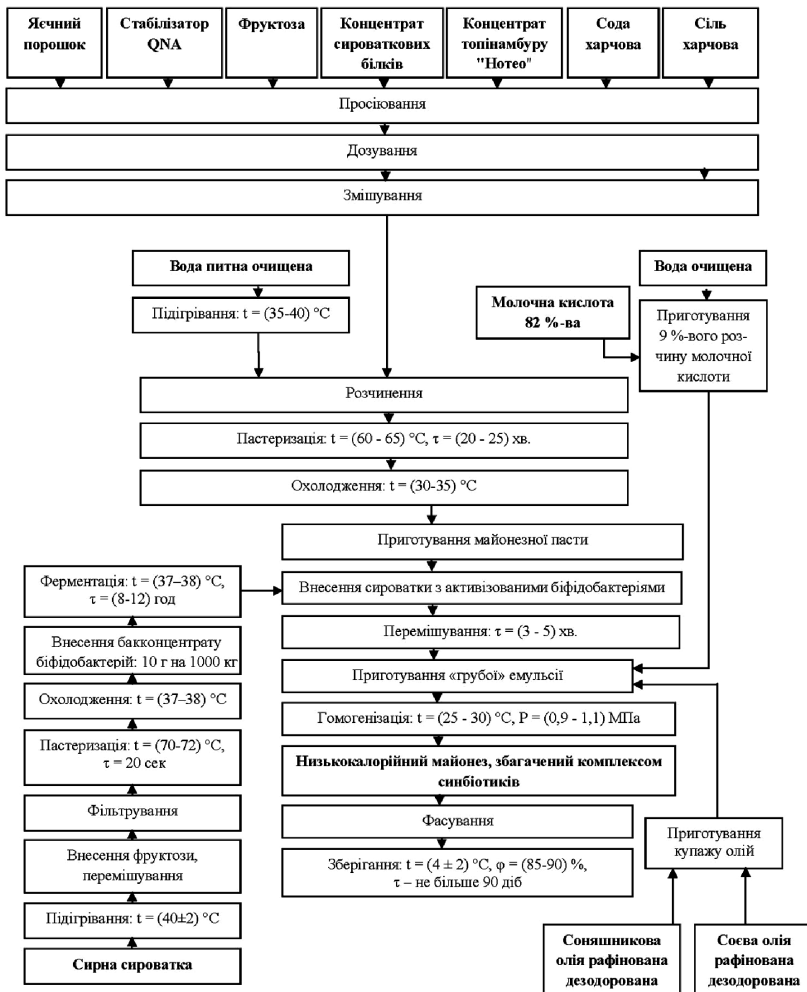 Яєчний
порошок
Стабілізатор
QNA
Фруктоза
Концентрат
сироваткових
білків
Концентрат
топінамбуру
"Нотео"
Сода
харчова
Сіль
харчова
Просіювання
Дозування
Змішування
Вода питна очищена
Підігрівання: t = (35-40) °С
Молочна кислота
82 %-ва
Вода очищена
Приготування
9 %-вого роз-
чину молочної
кислоти
Розчинення
Пастеризація: t = (60 - 65) °С, τ = (20 - 25) хв.
Охолодження: t = (30-35) °С
Приготування майонезної пасти
Внесення сироватки з активізованими біфідобактеріями
Перемішування: τ = (3 - 5) хв.
Приготування «грубої» емульсії
Гомогенізація: t = (25 - 30) °С, Р = (0,9 - 1,1) МПа
Низькокалорійний майонез, збагачений комплексом
синбіотиків
Фасування
Зберігання: t = (4 ± 2) °С, φ = (85-90) %,
τ – не більше 90 діб
Ферментація: t = (37–38) °С,
τ = (8-12) год
Внесення бакконцентрату
біфідобактерій: 10 г на 1000 кг
Охолодження: t = (37–38) °С
Пастеризація: t = (70-72) °С,
τ = 20 сек
Фільтрування
Внесення фруктози,
перемішування
Підігрівання: t = (40±2) °С
Сирна сироватка
Приготування
купажу олій
Соняшникова
олія рафінована
дезодорована
Соєва олія
рафінована
дезодорована